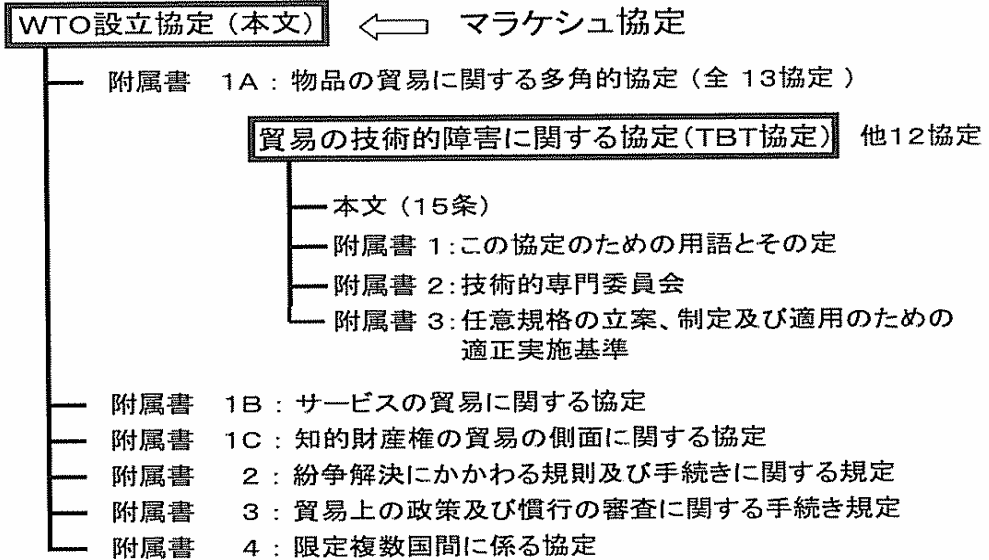 WTO設立協定（本文） マラケシュ協定
附属書 1A：物品の貿易に関する多角的協定（全 13協定 ）
貿易の技術的障害に関する協定(TBT協定) 他12協定
本文（15条）
附属書 1:この協定のための用語とその定
附属書 2:技術的専門委員会
附属書 3:任意規格の立案、制定及び適用のための
適正実施基準
附属書 1B：サービスの貿易に関する協定
附属書 1C：知的財産権の貿易の側面に関する協定
附属書 2：紛争解決にかかわる規則及び手続きに関する規定
附属書 3：貿易上の政策及び慣行の審査に関する手続き規定
附属書 4：限定複数国間に係る協定